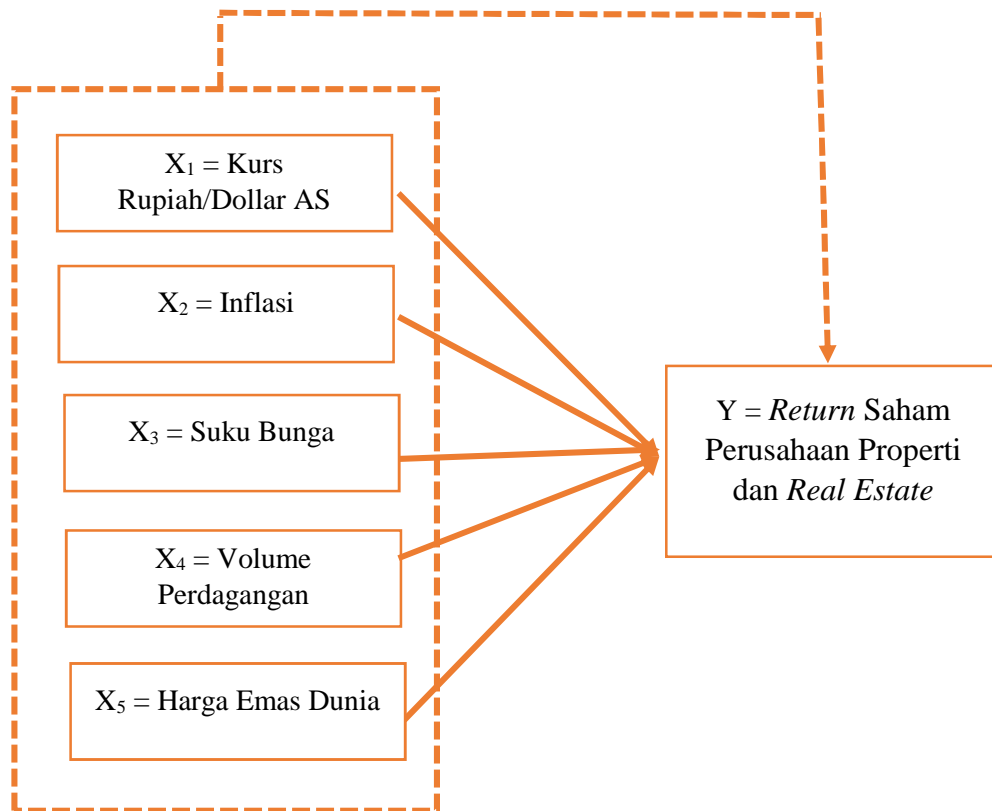 X₁ = Kurs
Rupiah/Dollar AS
X₂ = Inflasi
X₃ = Suku Bunga
X₄ = Volume
Perdagangan
X₅ = Harga Emas Dunia
Y = Return Saham
Perusahaan Properti
dan Real Estate